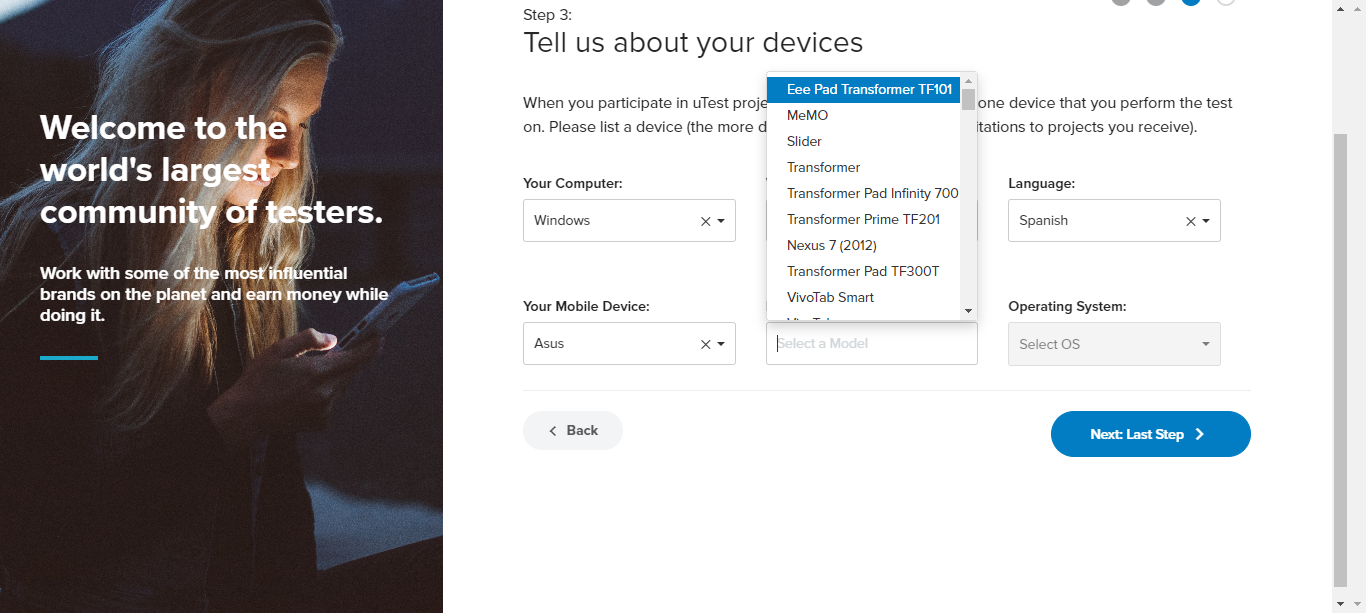 Welcome to the
world's largest
community of testers.
Work with some of the most influential
brands on the planet and earn money while
doing it.
Step 3:
Tell us about your devices
When you participate in uTest proje one device that you perform the test
on. Please list a device (the more d itations to projects you receive).
Your Computer:
Windows
Language:
Spanish
Eee Pad Transformer TF101
MeMO
Slider
Transformer
Transformer Pad Infinity 700
Transformer Prime TF201
Nexus 7 (2012)
Transformer Pad TF300T
VivoTab Smart
Your Mobile Device:
Asus
Select a Model
Operating System:
Select OS
Back
Next: Last Step